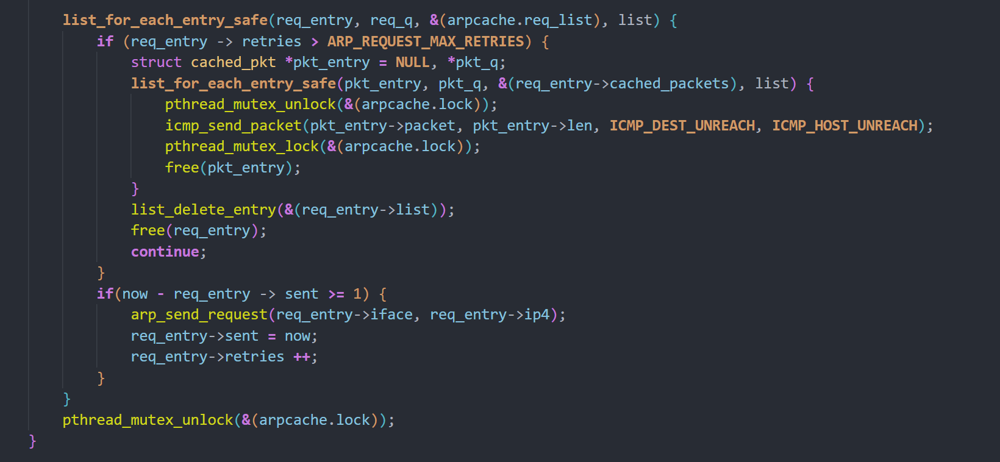 list_for_each_entry_safe(req_entry, req_q, &(arpcache.req_list), list) {
if (req_entry -> retries > ARP_REQUEST_MAX_RETRIES) {
struct cached_pkt *pkt_entry = NULL, *pkt_q;
list_for_each_entry_safe(pkt_entry, pkt_q, &(req_entry->cached_packets), list) {
pthread_mutex_unlock(&(arpcache.lock));
icmp_send_packet(pkt_entry->packet, pkt_entry->len, ICMP_DEST_UNREACH, ICMP_HOST_UNREACH);
pthread_mutex_lock(&(arpcache.lock));
free(pkt_entry);
}
list_delete_entry(&(req_entry->list));
free(req_entry);
continue;
}
if(now - req_entry -> sent >= 1) {
arp_send_request(req_entry->iface, req_entry->ip4);
req_entry->sent = now;
req_entry->retries ++;
}
}
pthread_mutex_unlock(&(arpcache.lock));
}